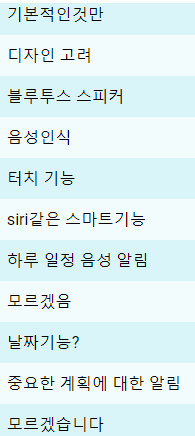 기본적인것만
디자인 고려
블루투스 스피커
음성인식
터치 기능
siri같은 스마트기능
하루 일정 음성 알림
모르겠음
날짜기능?
중요한 계획에 대한 알림
모르겠습니다